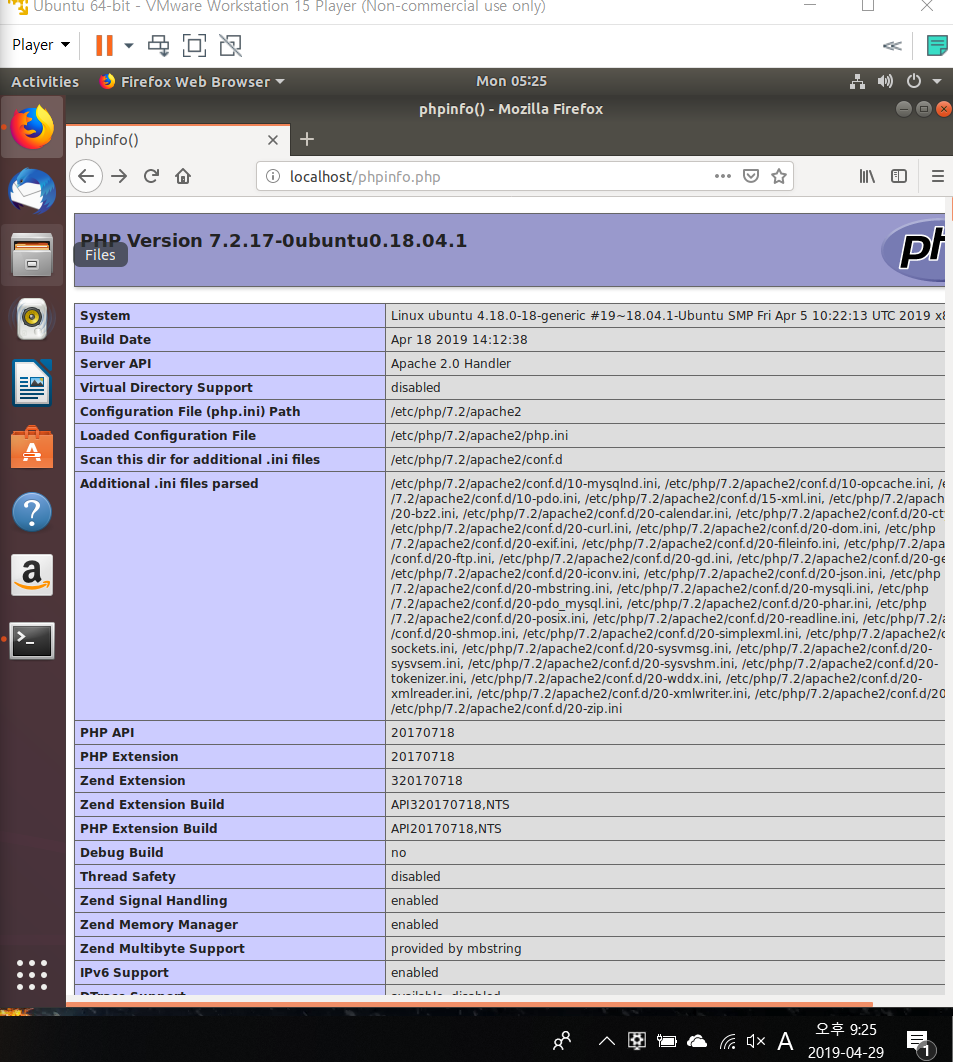 Ubuntu 64-bit - VMware Workstation 15 Player (Non-commercial use only)
Player
Activities
Firefox Web Browser
Mon 05:25
phpinfo() - Mozilla Firefox
phpinfo()
localhost/phpinfo.php
PHP Version 7.2.17-0ubuntu0.18.04.1
Files
System
Linux ubuntu 4.18.0-18-generic #19~18.04.1-Ubuntu SMP Fri Apr 5 10:22:13 UTC 2019
Build Date
Apr 18 2019 14:12:38
Server API
Apache 2.0 Handler
Virtual Directory Support
disabled
Configuration File (php.ini) Path
/etc/php/7.2/apache2
Loaded Configuration File
/etc/php/7.2/apache2/php.ini
Scan this dir for additional .ini files
/etc/php/7.2/apache2/conf.d
Additional .ini files parsed
/etc/php/7.2/apache2/conf.d/10-mysqlnd.ini, /etc/php/7.2/apache2/conf.d/10-opcache.ini,
/7.2/apache2/conf.d/10-pdo.ini, /etc/php/7.2/apache2/conf.d/15-xml.ini, /etc/php/7.2/apach
/20-bz2.ini, /etc/php/7.2/apache2/conf.d/20-calendar.ini, /etc/php/7.2/apache2/conf.d/20-ct
/etc/php/7.2/apache2/conf.d/20-curl.ini, /etc/php/7.2/apache2/conf.d/20-dom.ini, /etc/php
/7.2/apache2/conf.d/20-exif.ini, /etc/php/7.2/apache2/conf.d/20-fileinfo.ini, /etc/php/7.2/apa
/conf.d/20-ftp.ini, /etc/php/7.2/apache2/conf.d/20-gd.ini, /etc/php/7.2/apache2/conf.d/20-ge
/etc/php/7.2/apache2/conf.d/20-iconv.ini, /etc/php/7.2/apache2/conf.d/20-json.ini, /etc/php
/7.2/apache2/conf.d/20-mbstring.ini, /etc/php/7.2/apache2/conf.d/20-mysqli.ini, /etc/php
/7.2/apache2/conf.d/20-pdo_mysql.ini, /etc/php/7.2/apache2/conf.d/20-phar.ini, /etc/php
/7.2/apache2/conf.d/20-posix.ini, /etc/php/7.2/apache2/conf.d/20-readline.ini, /etc/php/7.2/a
/conf.d/20-shmop.ini, /etc/php/7.2/apache2/conf.d/20-simplexml.ini, /etc/php/7.2/apache2/c
sockets.ini, /etc/php/7.2/apache2/conf.d/20-sysvmsg.ini, /etc/php/7.2/apache2/conf.d/20-
sysvsem.ini, /etc/php/7.2/apache2/conf.d/20-sysvshm.ini, /etc/php/7.2/apache2/conf.d/20-
tokenizer.ini, /etc/php/7.2/apache2/conf.d/20-wddx.ini, /etc/php/7.2/apache2/conf.d/20-
xmlreader.ini, /etc/php/7.2/apache2/conf.d/20-xmlwriter.ini, /etc/php/7.2/apache2/conf.d/20
/etc/php/7.2/apache2/conf.d/20-zip.ini
PHP API
20170718
PHP Extension
20170718
Zend Extension
320170718
Zend Extension Build
API320170718,NTS
PHP Extension Build
API20170718,NTS
Debug Build
no
Thread Safety
disabled
Zend Signal Handling
enabled
Zend Memory Manager
enabled
Zend Multibyte Support
provided by mbstring
IPv6 Support
enabled
DTrace Support
available, disabled
A
오후 9:25
2019-04-29
1